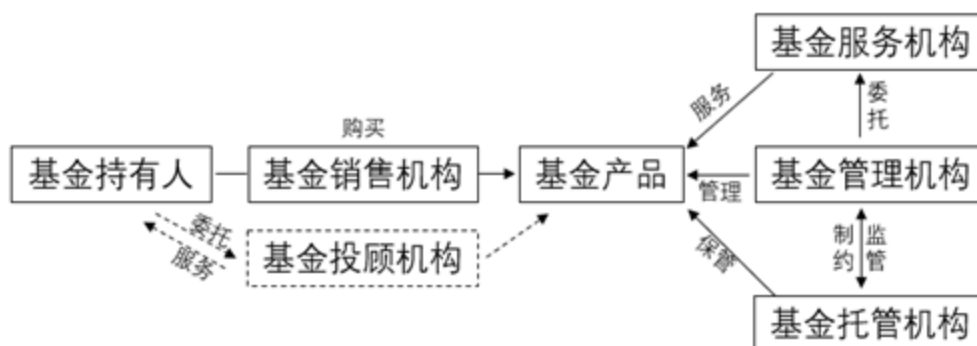 基金服务机构
服务
委托
购买
基金持有人
基金销售机构
基金产品
管理
基金管理机构
委托
服务
基金投顾机构
保管
制约
监管
基金托管机构